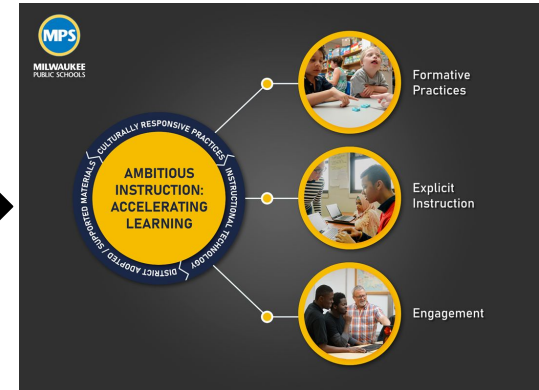 MPS
MILWAUKEE
PUBLIC SCHOOLS
CULTURALLY RESPONSIVE PRACTICES
INSTRUCTIONAL TECHNOLOGY
DISTRICT ADOPTED / SUPPORTED MATERIALS
AMBITIOUS
INSTRUCTION:
ACCELERATING
LEARNING
Formative
Practices
Explicit
Instruction
Engagement